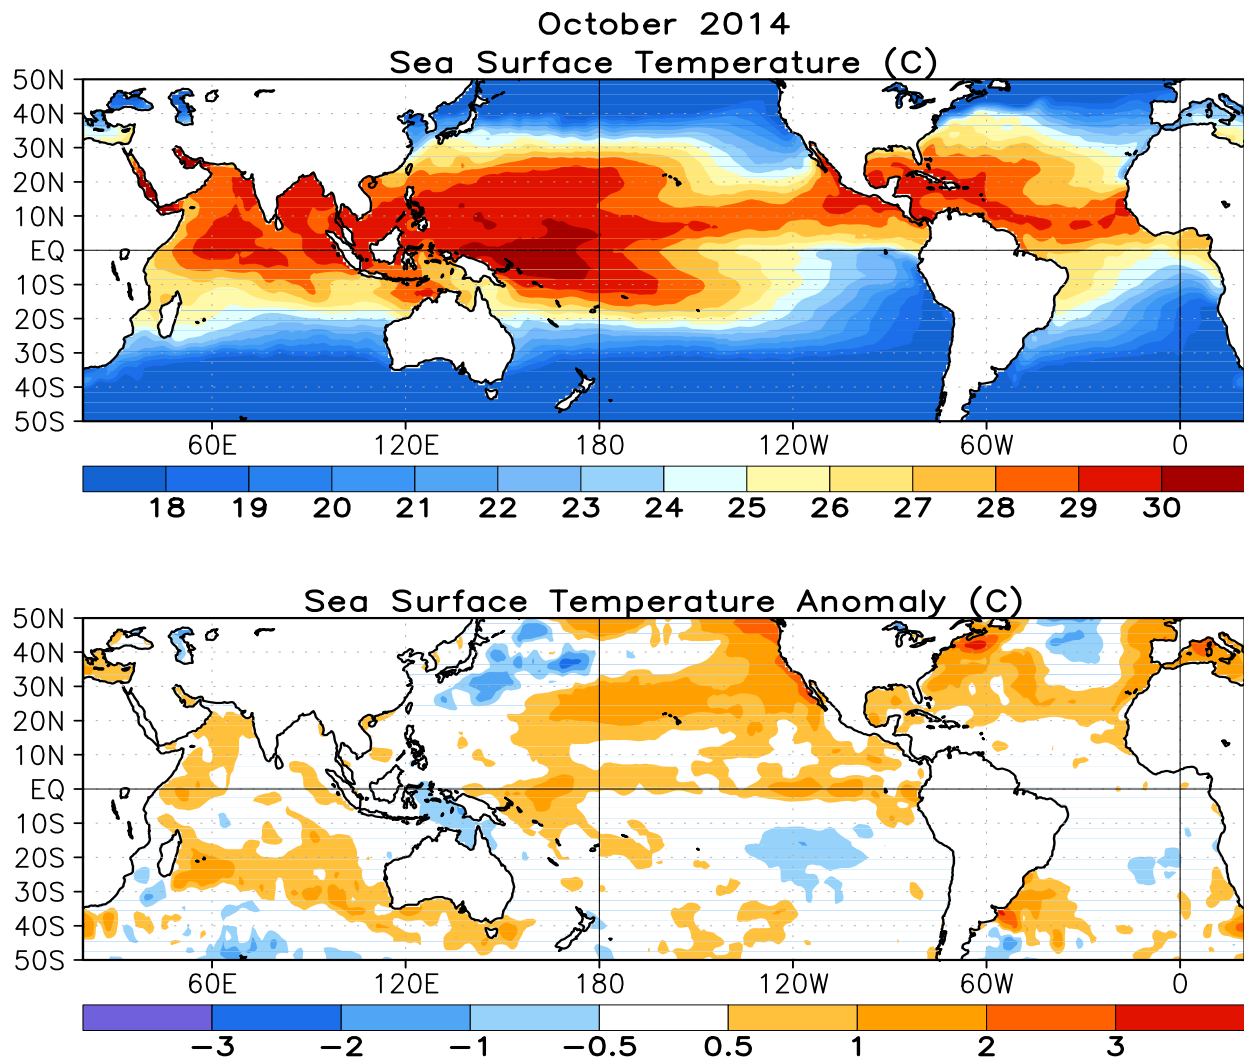 October 2014
Sea Surface Temperature (C)
50N
40N
30N
20N
10N
EQ
10S
20S
30S
40S
50S
60E 120E 180 120W 60W 0
18 19 20 21 22 23 24 25 26 27 28 29 30
Sea Surface Temperature Anomaly (C)
50N
40N
30N
20N
10N
EQ
10S
20S
30S
40S
50S
60E 120E 180 120W 60W 0
−3 −2 −1 −0.5 0.5 1 2 3